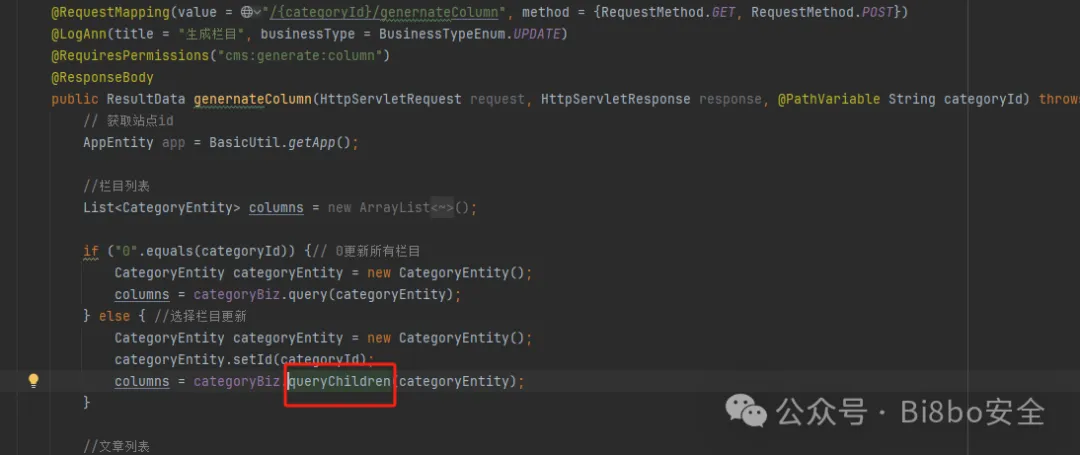 @RequestMapping(value = "/{categoryId}/genernateColumn", method = {RequestMethod.GET, RequestMethod.POST})
@LogAnn(title = "生成栏目", businessType = BusinessTypeEnum.UPDATE)
@RequiresPermissions("cms:generate:column")
@ResponseBody
public ResultData genernateColumn(HttpServletRequest request, HttpServletResponse response, @PathVariable String categoryId) throws
// 获取站点id
AppEntity app = BasicUtil.getApp();
//栏目列表
List<CategoryEntity> columns = new ArrayList<~>();
if ("0".equals(categoryId)) {// 0更新所有栏目
CategoryEntity categoryEntity = new CategoryEntity();
columns = categoryBiz.query(categoryEntity);
} else { //选择栏目更新
CategoryEntity categoryEntity = new CategoryEntity();
categoryEntity.setId(categoryId);
columns = categoryBiz.queryChildren(categoryEntity);
}
公众号 · Bi8bo安全
//文章列表